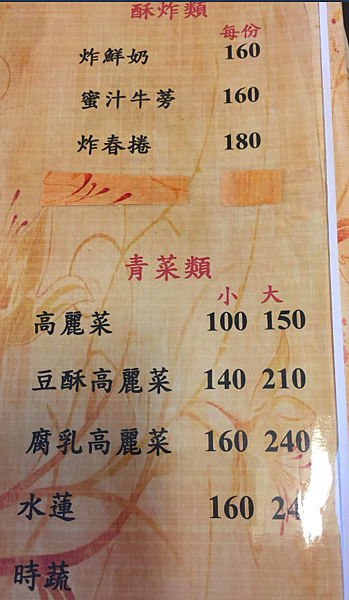 酥炸類
每份
炸鮮奶 160
蜜汁牛蒡 160
炸春捲 180
青菜類
小 大
高麗菜 100 150
豆酥高麗菜 140 210
腐乳高麗菜 160 240
水蓮 160
時蔬